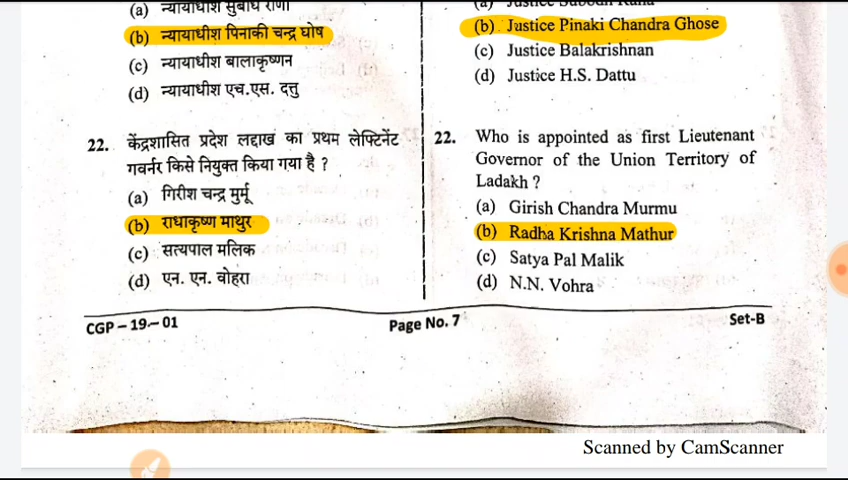 (a) न्यायाधीश सुबोध राणा
(b) न्यायाधीश पिनाकी चन्द्र घोष
(c) न्यायाधीश बालाकृष्णन
(d) न्यायाधीश एच.एस. दत्तु
22. केंद्रशासित प्रदेश लद्दाख का प्रथम लेफ्टिनेंट
गवर्नर किसे नियुक्त किया गया है ?
(a) गिरीश चन्द्र मुर्मू
(b) राधाकृष्ण माथुर
(c) सत्यपाल मलिक
(d) एन. एन. वोहरा
(b) Justice Pinaki Chandra Ghose
(c) Justice Balakrishnan
(d) Justice H.S. Dattu
22. Who is appointed as first Lieutenant
Governor of the Union Territory of
Ladakh ?
(a) Girish Chandra Murmu
(b) Radha Krishna Mathur
(c) Satya Pal Malik
(d) N.N. Vohra
CGP – 19 – 01 Page No. 7 Set-B
Scanned by CamScanner